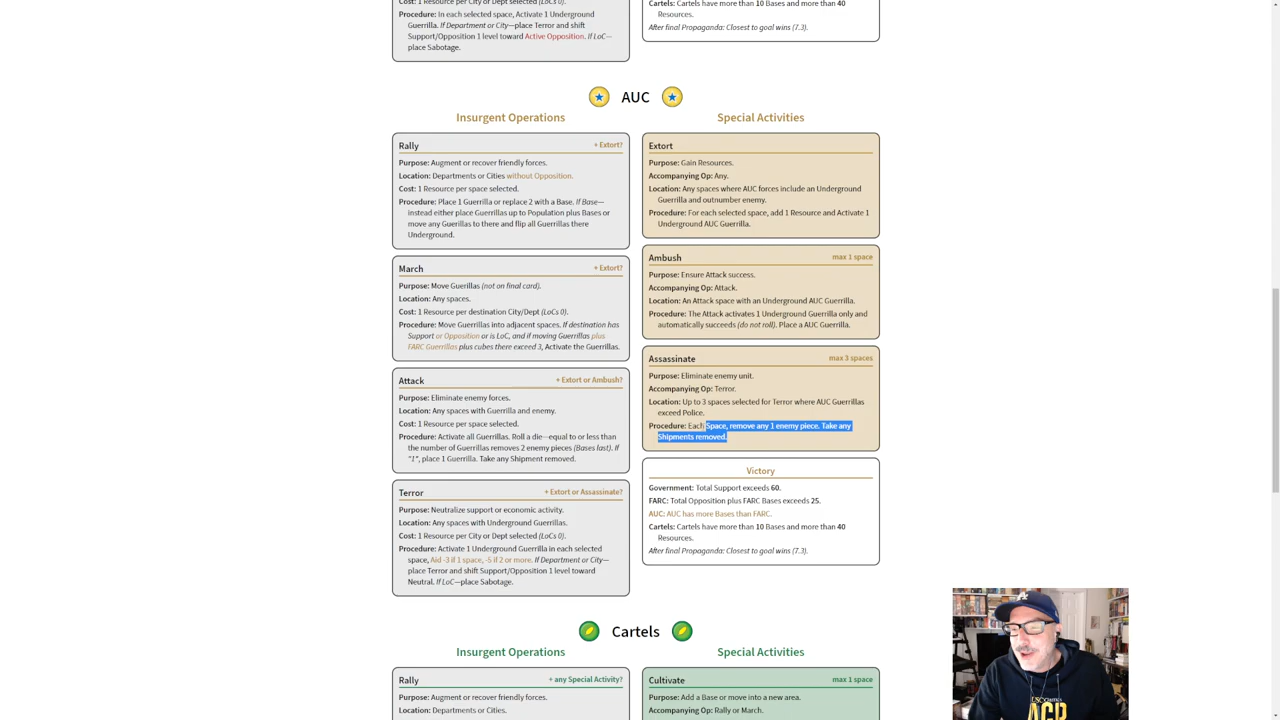 Cost: 1 Resource per City or Dept selected (LoCs 0).
Procedure: In each selected space, Activate 1 Underground
Guerrilla. If Department or City—place Terror and shift
Support/Opposition 1 level toward Active Opposition. If LoC—
place Sabotage.
Cartels: Cartels have more than 10 Bases and more than 40
Resources.
After final Propaganda: Closest to goal wins (7.3).
AUC
Insurgent Operations
Rally + Extort?
Purpose: Augment or recover friendly forces.
Location: Departments or Cities without Opposition.
Cost: 1 Resource per space selected.
Procedure: Place 1 Guerrilla or replace 2 with a Base. If Base—
instead either place Guerrillas up to Population plus Bases or
move any Guerillas to there and flip all Guerrillas there
Underground.
March + Extort?
Purpose: Move Guerillas (not on final card).
Location: Any spaces.
Cost: 1 Resource per destination City/Dept (LoCs 0).
Procedure: Move Guerrillas into adjacent spaces. If destination has
Support or Opposition or is LoC, and if moving Guerrillas plus
FARC Guerrillas plus cubes there exceed 3, Activate the Guerrillas.
Attack + Extort or Ambush?
Purpose: Eliminate enemy forces.
Location: Any spaces with Guerrilla and enemy.
Cost: 1 Resource per space selected.
Procedure: Activate all Guerrillas. Roll a die—equal to or less than
the number of Guerrillas removes 2 enemy pieces (Bases last). If
"1", place 1 Guerrilla. Take any Shipment removed.
Terror + Extort or Assassinate?
Purpose: Neutralize support or economic activity.
Location: Any spaces with Underground Guerrillas.
Cost: 1 Resource per City or Dept selected (LoCs 0).
Procedure: Activate 1 Underground Guerrilla in each selected
space, Aid -3 if 1 space, -5 if 2 or more. If Department or City—
place Terror and shift Support/Opposition 1 level toward
Neutral. If LoC—place Sabotage.
Special Activities
Extort
Purpose: Gain Resources.
Accompanying Op: Any.
Location: Any spaces where AUC forces include an Underground
Guerrilla and outnumber enemy.
Procedure: For each selected space, add 1 Resource and Activate 1
Underground AUC Guerrilla.
Ambush max 1 space
Purpose: Ensure Attack success.
Accompanying Op: Attack.
Location: An Attack space with an Underground AUC Guerrilla.
Procedure: The Attack activates 1 Underground Guerrilla only and
automatically succeeds (do not roll). Place a AUC Guerrilla.
Assassinate max 3 spaces
Purpose: Eliminate enemy unit.
Accompanying Op: Terror.
Location: Up to 3 spaces selected for Terror where AUC Guerrillas
exceed Police.
Procedure: Each Space, remove any 1 enemy piece. Take any
Shipments removed.
Victory
Government: Total Support exceeds 60.
FARC: Total Opposition plus FARC Bases exceeds 25.
AUC: AUC has more Bases than FARC.
Cartels: Cartels have more than 10 Bases and more than 40
Resources.
After final Propaganda: Closest to goal wins (7.3).
Cartels
Insurgent Operations
Rally + any Special Activity?
Purpose: Augment or recover friendly forces.
Location: Departments or Cities.
Special Activities
Cultivate max 1 space
Purpose: Add a Base or move into a new area.
Accompanying Op: Rally or March.